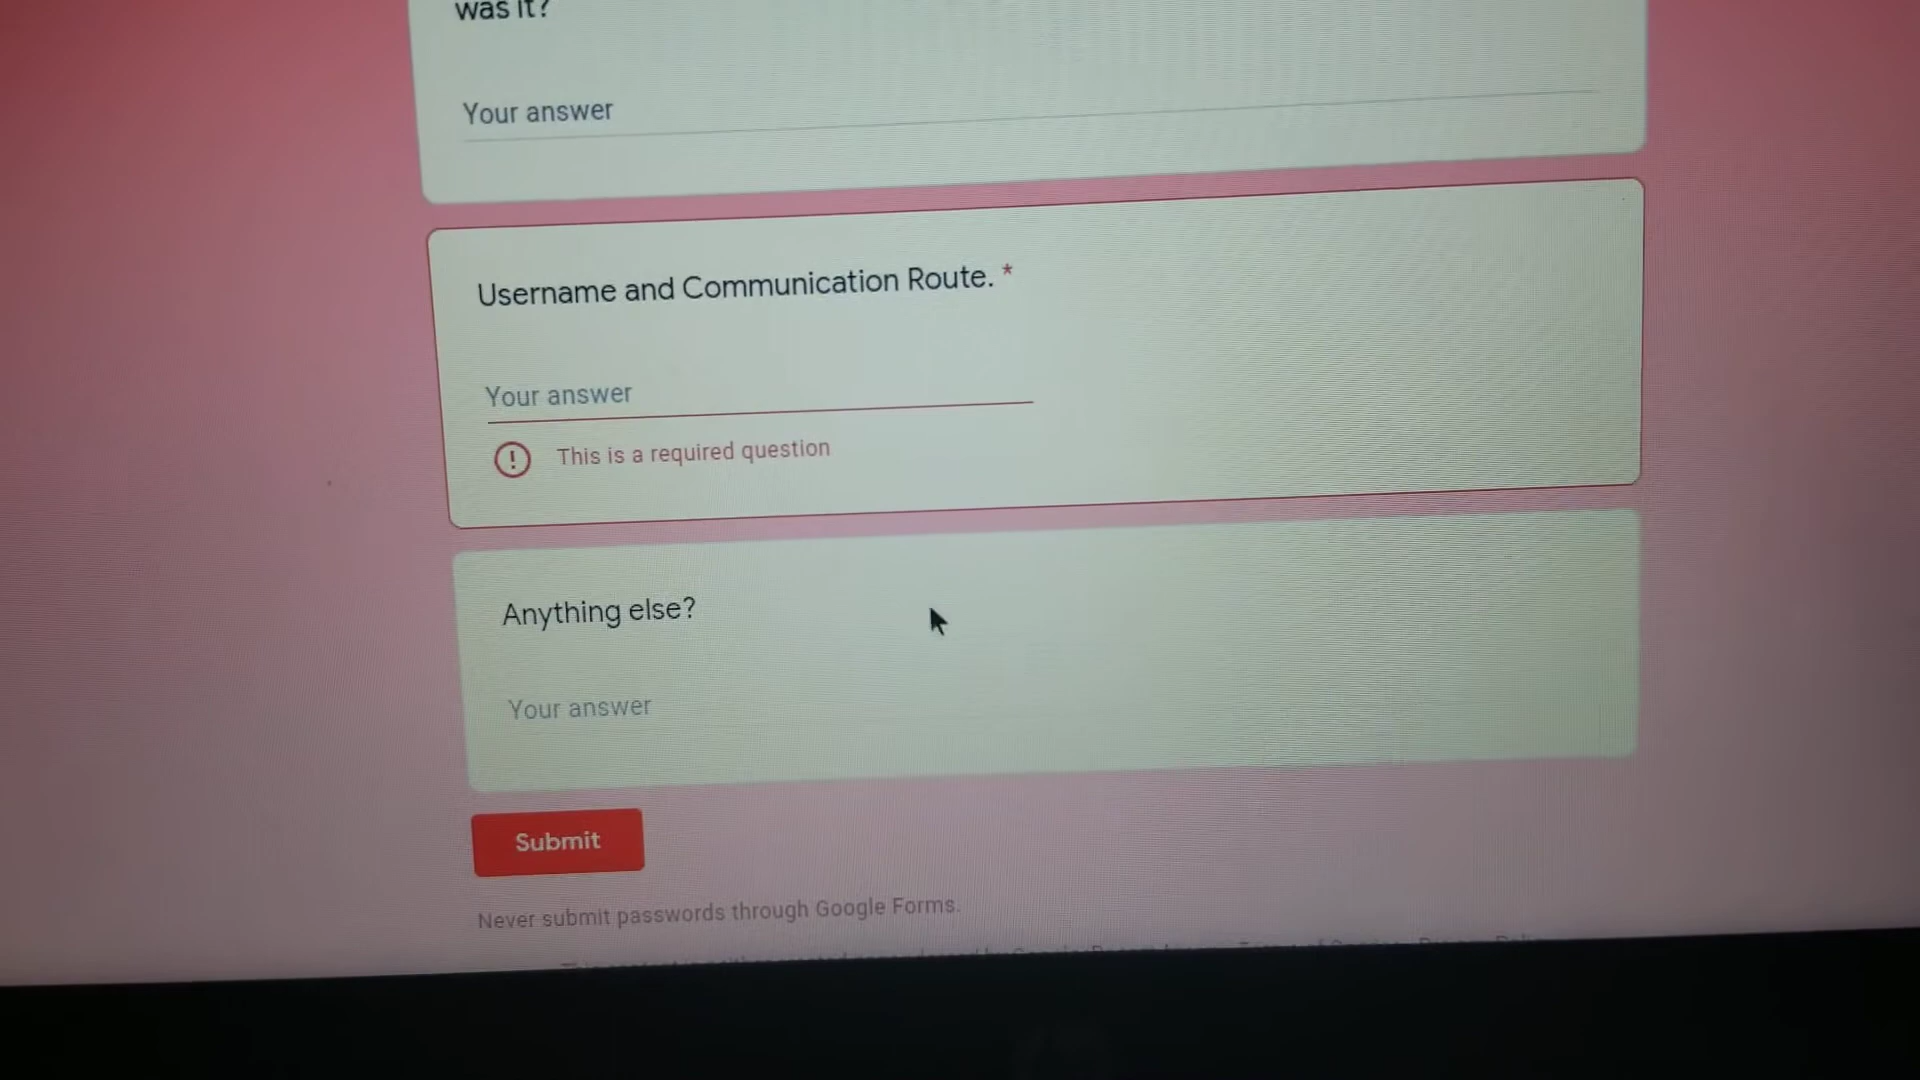 was it?
Your answer
Username and Communication Route. *
Your answer
! This is a required question
Anything else?
Your answer
Submit
Never submit passwords through Google Forms.